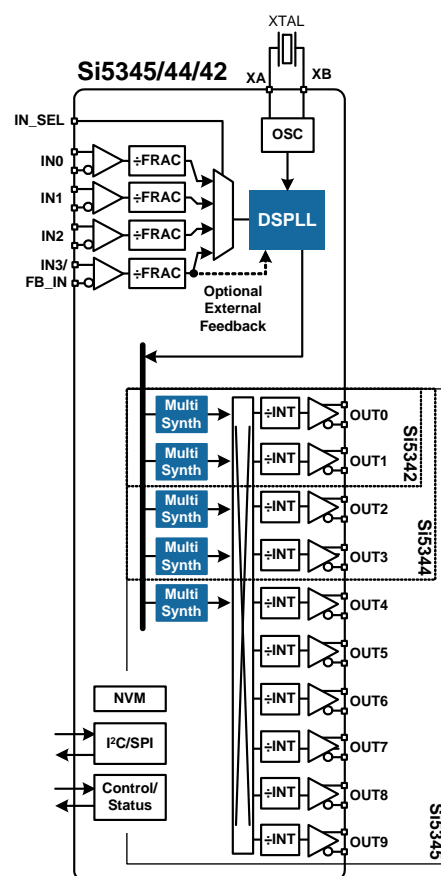 XTAL
Si5345/44/42
XA
XB
IN_SEL
OSC
IN0
÷FRAC
IN1
÷FRAC
DSPLL
IN2
÷FRAC
IN3/
FB_IN
÷FRAC
Optional
External
Feedback
Multi
Synth
÷INT
OUT0
Multi
Synth
÷INT
OUT1
Si5342
Multi
Synth
÷INT
OUT2
Multi
Synth
÷INT
OUT3
Si5344
Multi
Synth
÷INT
OUT4
÷INT
OUT5
NVM
÷INT
OUT6
I²C/SPI
÷INT
OUT7
Control/
Status
÷INT
OUT8
÷INT
OUT9
Si5345